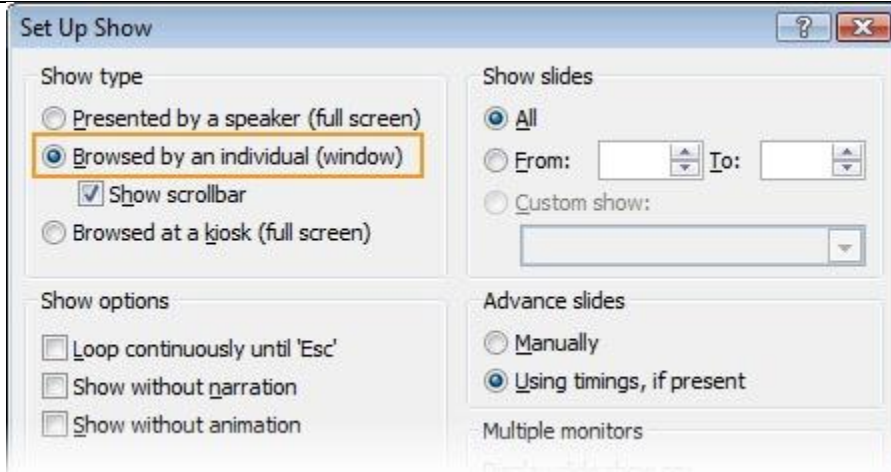 Set Up Show
Show type
Presented by a speaker (full screen)
Browsed by an individual (window)
Show scrollbar
Browsed at a kiosk (full screen)
Show slides
All
From: To:
Custom show:
Show options
Loop continuously until 'Esc'
Show without narration
Show without animation
Advance slides
Manually
Using timings, if present
Multiple monitors